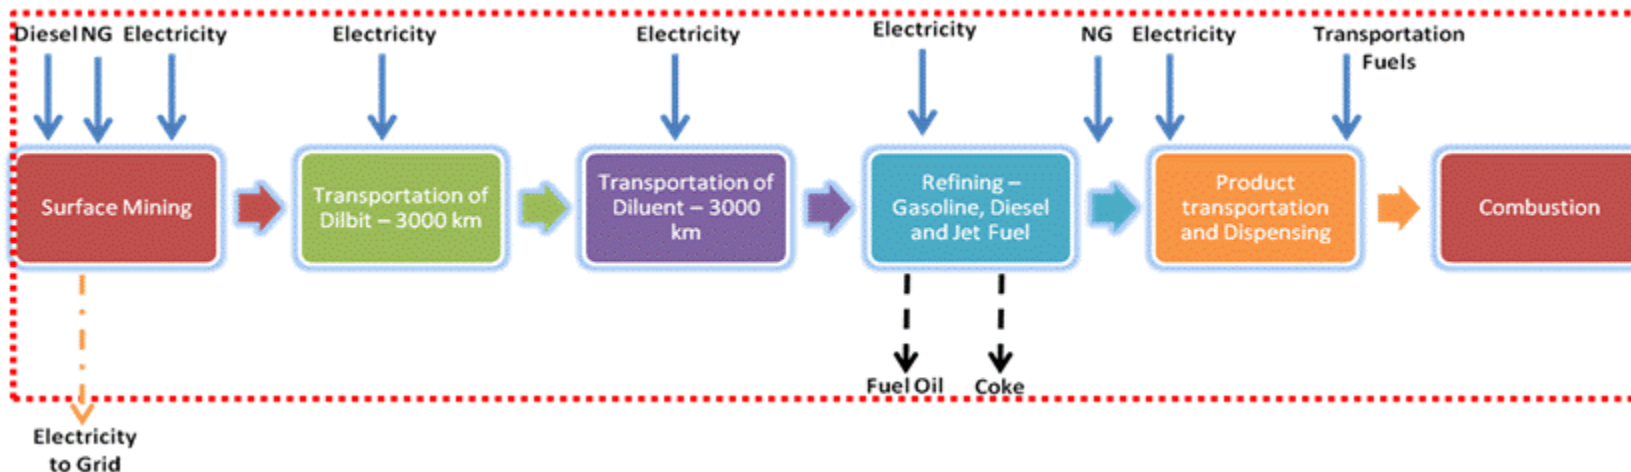 Diesel NG Electricity
Electricity
Electricity
Electricity
NG Electricity
Transportation
Fuels
Surface Mining
Transportation of
Dilbit – 3000 km
Transportation of
Diluent – 3000
km
Refining –
Gasoline, Diesel
and Jet Fuel
Product
transportation
and Dispensing
Combustion
Fuel Oil
Coke
Electricity
to Grid